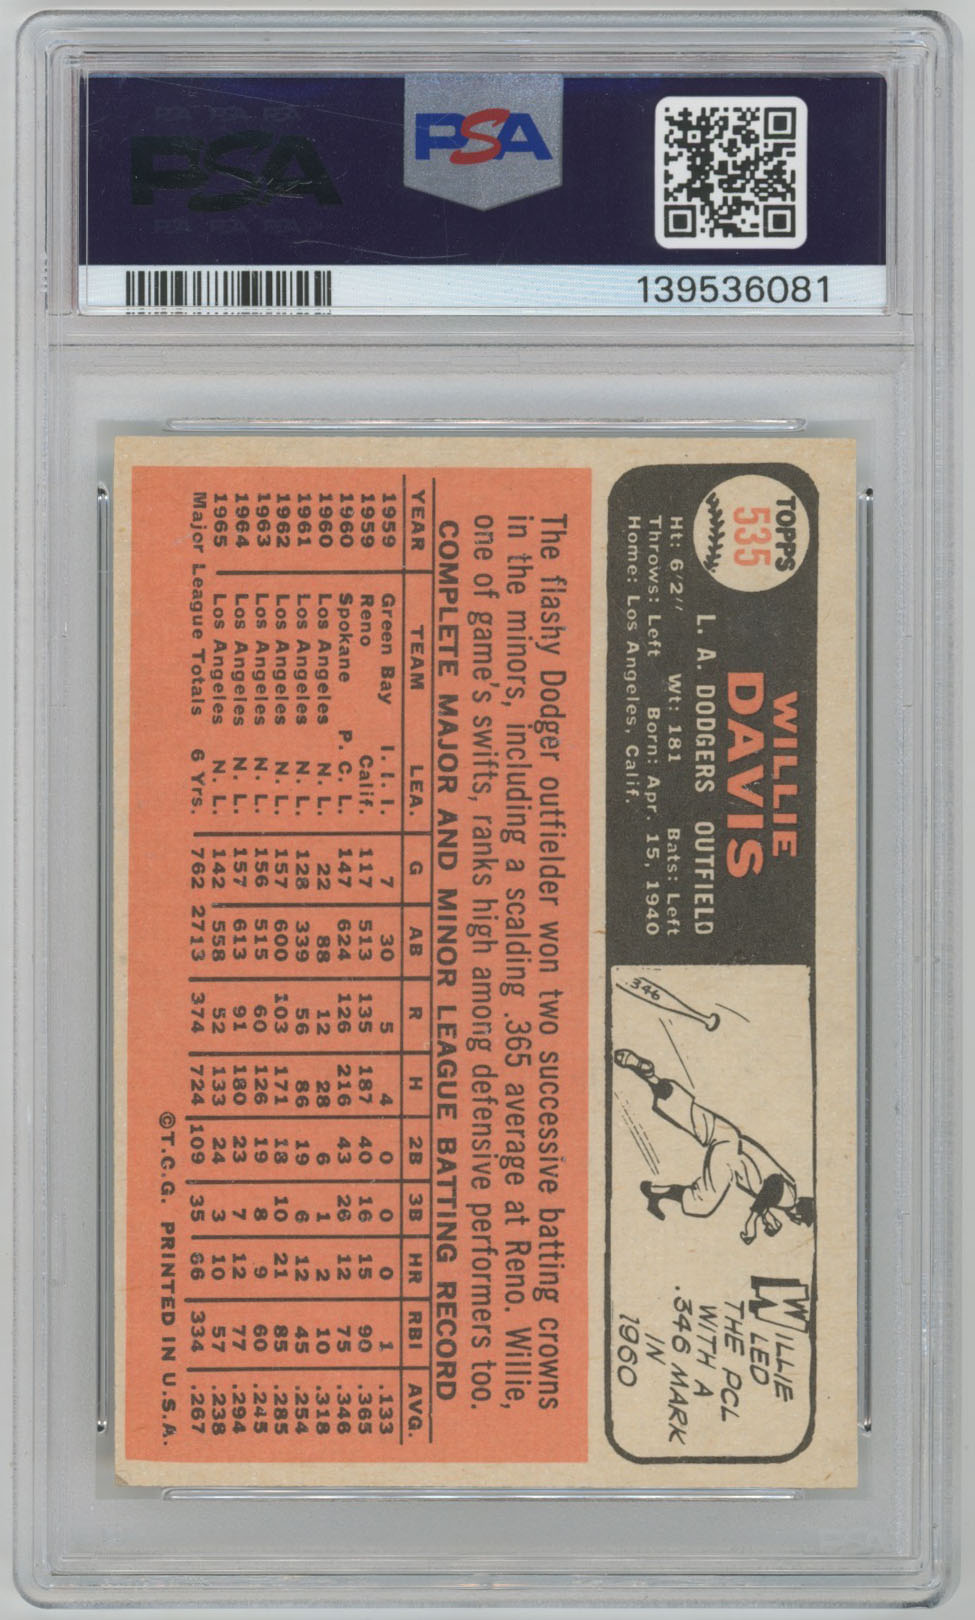 PSA PSA PSA
PSA
PSA PSA PSA
PSA
139536081
TOPPS
535
WILLIE
DAVIS
L. A. DODGERS OUTFIELD
Ht: 6'2" Wt: 181 Bats: Left
Throws: Left Born: Apr. 15, 1940
Home: Los Angeles, Calif.
.346
WILLIE
LED
THE PCL
WITH A
.346 MARK
IN
1960
The flashy Dodger outfielder won two successive batting crowns
in the minors, including a scalding .365 average at Reno. Willie,
one of game's swifts, ranks high among defensive performers too.
COMPLETE MAJOR AND MINOR LEAGUE BATTING RECORD
YEAR TEAM LEA. G AB R H 2B 3B HR RBI AVG.
1959 Green Bay I. I. I. 7 30 5 4 0 0 0 1 .133
1959 Reno Calif. 117 513 135 187 40 16 15 90 .365
1960 Spokane P. C. L. 147 624 126 216 43 26 12 75 .346
1960 Los Angeles N. L. 22 88 12 28 6 1 2 10 .318
1961 Los Angeles N. L. 128 339 56 86 19 6 12 45 .254
1962 Los Angeles N. L. 157 600 103 171 18 10 21 85 .285
1963 Los Angeles N. L. 156 515 60 126 19 8 9 60 .245
1964 Los Angeles N. L. 157 613 91 180 23 7 12 77 .294
1965 Los Angeles N. L. 142 558 52 133 24 3 10 57 .238
Major League Totals 6 Yrs. 762 2713 374 724 109 35 66 334 .267
©T.C.G. PRINTED IN U.S.A.